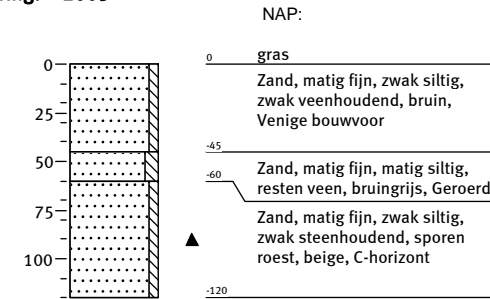 NAP:
0 gras
0
Zand, matig fijn, zwak siltig,
zwak veenhoudend, bruin,
Venige bouwvoor
25
-45
50
Zand, matig fijn, matig siltig,
-60
resten veen, bruingrijs, Geroerd
75
Zand, matig fijn, zwak siltig,
zwak steenhoudend, sporen
roest, beige, C-horizont
100
-120